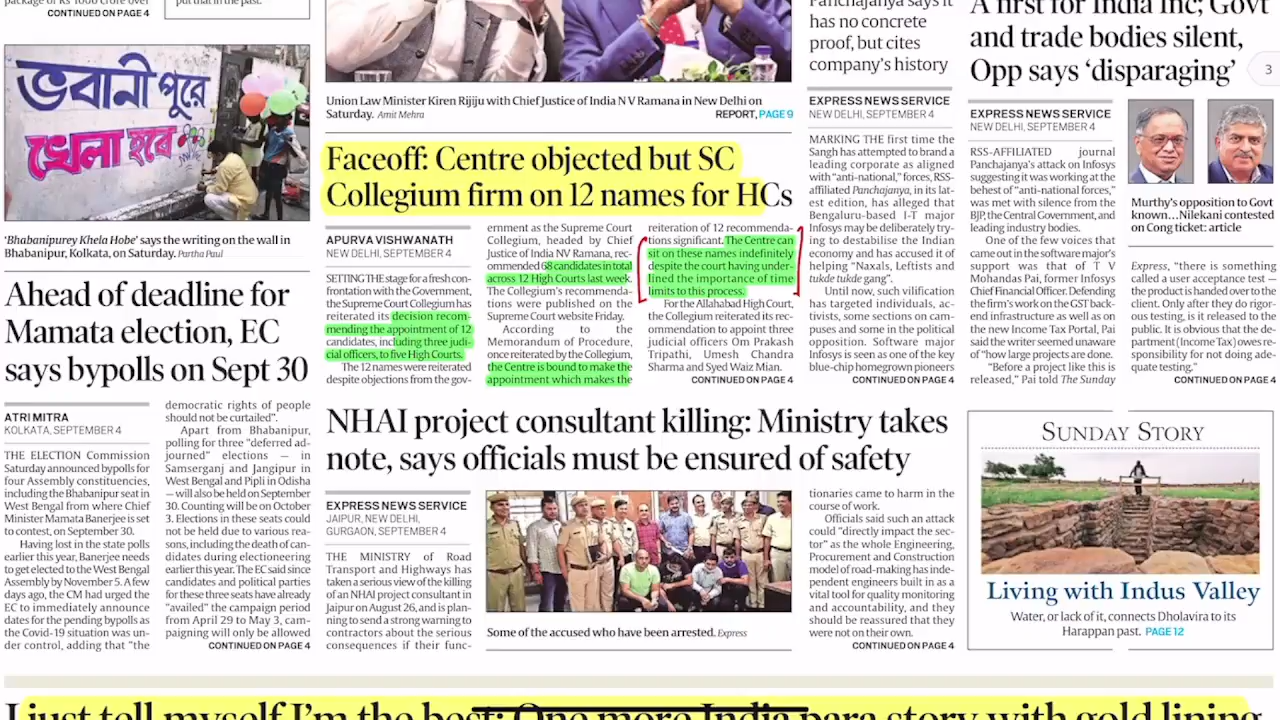 package of Rs 1000 crore over
CONTINUED ON PAGE 4
put that in the past.
ভবানীপুরে
খেলা হবে
'Bhabanipurey Khela Hobe' says the writing on the wall in
Bhabanipur, Kolkata, on Saturday. Partha Paul
Ahead of deadline for
Mamata election, EC
says bypolls on Sept 30
ATRI MITRA
KOLKATA, SEPTEMBER 4
THE ELECTION Commission
Saturday announced bypolls for
four Assembly constituencies,
including the Bhabanipur seat in
West Bengal from where Chief
Minister Mamata Banerjee is set
to contest, on September 30.
Having lost in the state polls
earlier this year, Banerjee needs
to get elected to the West Bengal
Assembly by November 5. A few
days ago, the CM had urged the
EC to immediately announce
dates for the pending bypolls as
the Covid-19 situation was un-
der control, adding that "the
democratic rights of people
should not be curtailed".
Apart from Bhabanipur,
polling for three "deferred ad-
journed" elections — in
Samserganj and Jangipur in
West Bengal and Pipli in Odisha
— will also be held on September
30. Counting will be on October
3. Elections in these seats could
not be held due to various rea-
sons, including the death of can-
didates during electioneering
earlier this year. The EC said since
candidates and political parties
for these three seats have already
"availed" the campaign period
from April 29 to May 3, cam-
paigning will only be allowed
CONTINUED ON PAGE 4
Union Law Minister Kiren Rijiju with Chief Justice of India N V Ramana in New Delhi on
Saturday. Amit Mehra
REPORT, PAGE 9
Faceoff: Centre objected but SC
Collegium firm on 12 names for HCs
APURVA VISHWANATH
NEW DELHI, SEPTEMBER 4
SETTING THE stage for a fresh con-
frontation with the Government,
the Supreme Court Collegium has
reiterated its decision recom-
mending the appointment of 12
candidates, including three judi-
cial officers, to five High Courts.
The 12 names were reiterated
despite objections from the gov-
ernment as the Supreme Court
Collegium, headed by Chief
Justice of India NV Ramana, rec-
ommended 68 candidates in total
across 12 High Courts last week.
The Collegium's recommenda-
tions were published on the
Supreme Court website Friday.
According to the
Memorandum of Procedure,
once reiterated by the Collegium,
the Centre is bound to make the
appointment which makes the
reiteration of 12 recommenda-
tions significant. The Centre can
sit on these names indefinitely
despite the court having under-
lined the importance of time
limits to this process.
For the Allahabad High Court,
the Collegium reiterated its rec-
ommendation to appoint three
judicial officers Om Prakash
Tripathi, Umesh Chandra
Sharma and Syed Waiz Mian.
CONTINUED ON PAGE 4
Panchajanya says it
has no concrete
proof, but cites
company's history
EXPRESS NEWS SERVICE
NEW DELHI, SEPTEMBER 4
MARKING THE first time the
Sangh has attempted to brand a
leading corporate as aligned
with "anti-national," forces, RSS-
affiliated Panchjanya, in its lat-
est edition, has alleged that
Bengaluru-based I-T major
Infosys may be deliberately try-
ing to destabilise the Indian
economy and has accused it of
helping "Naxals, Leftists and
tukde tukde gang".
Until now, such vilification
has targeted individuals, ac-
tivists, some sections on cam-
puses and some in the political
opposition. Software major
Infosys is seen as one of the key
blue-chip homegrown pioneers
CONTINUED ON PAGE 4
A first for India Inc; Govt
and trade bodies silent,
Opp says 'disparaging'
3
EXPRESS NEWS SERVICE
NEW DELHI, SEPTEMBER 4
RSS-AFFILIATED journal
Panchajanya's attack on Infosys
suggesting it was working at the
behest of "anti-national forces,"
was met with silence from the
BJP, the Central Government, and
leading industry bodies.
One of the few voices that
came out in the software major's
support was that of T V
Mohandas Pai, former Infosys
Chief Financial Officer. Defending
the firm's work on the GST back-
end infrastructure as well as on
the new Income Tax Portal, Pai
said the writer seemed unaware
of "how large projects are done.
"Before a project like this is
released," Pai told The Sunday
Murthy's opposition to Govt
known...Nilekani contested
on Cong ticket: article
Express, "there is something
called a user acceptance test —
the product is handed over to the
client. Only after they do rigor-
ous testing, is it released to the
public. It is obvious that the de-
partment (Income Tax) owes re-
sponsibility for not doing ade-
quate testing."
CONTINUED ON PAGE 4
NHAI project consultant killing: Ministry takes
note, says officials must be ensured of safety
EXPRESS NEWS SERVICE
JAIPUR, NEW DELHI,
GURGAON, SEPTEMBER 4
THE MINISTRY of Road
Transport and Highways has
taken a serious view of the killing
of an NHAI project consultant in
Jaipur on August 26, and is plan-
ning to send a strong warning to
contractors about the serious
consequences if their func-
Some of the accused who have been arrested. Express
tionaries came to harm in the
course of work.
Officials said such an attack
could "directly impact the sec-
tor" as the whole Engineering,
Procurement and Construction
model of road-making has inde-
pendent engineers built in as a
vital tool for quality monitoring
and accountability, and they
should be reassured that they
were not on their own.
CONTINUED ON PAGE 4
SUNDAY STORY
Living with Indus Valley
Water, or lack of it, connects Dholavira to its
Harappan past. PAGE 12
I just tell myself I'm the best: One more India para story with gold lining